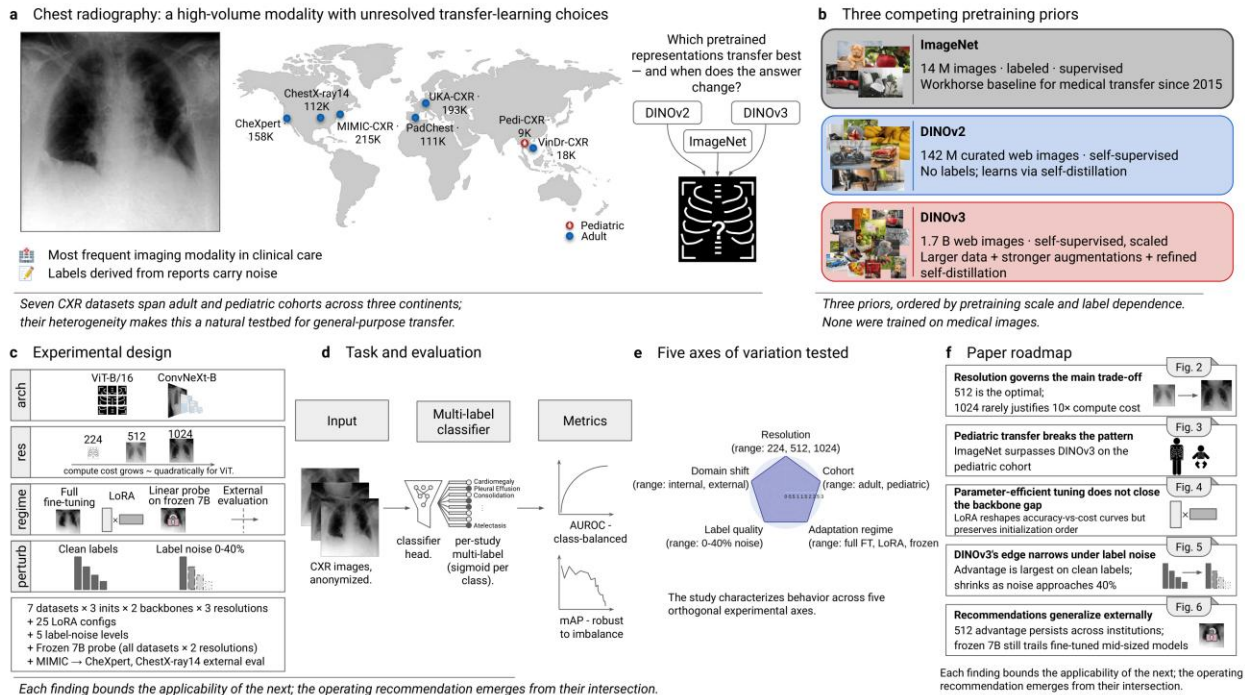 a Chest radiography: a high-volume modality with unresolved transfer-learning choices
ChestX-ray14
112K
CheXpert
158K
MIMIC-CXR ·
215K
UKA-CXR ·
193K
PadChest ·
111K
Pedi-CXR ·
9K
VinDr-CXR
18K
Pediatric
Adult
Which pretrained
representations transfer best
— and when does the answer
change?
DINOv2
DINOv3
ImageNet
?
Most frequent imaging modality in clinical care
Labels derived from reports carry noise
Seven CXR datasets span adult and pediatric cohorts across three continents;
their heterogeneity makes this a natural testbed for general-purpose transfer.
b Three competing pretraining priors
ImageNet
14 M images · labeled · supervised
Workhorse baseline for medical transfer since 2015
DINOv2
142 M curated web images · self-supervised
No labels; learns via self-distillation
DINOv3
1.7 B web images · self-supervised, scaled
Larger data + stronger augmentations + refined
self-distillation
Three priors, ordered by pretraining scale and label dependence.
None were trained on medical images.
c Experimental design
arch
ViT-B/16
ConvNeXt-B
res
224
512
1024
compute cost grows ~ quadratically for ViT.
regime
Full
fine-tuning
LoRA
×
Linear probe
on frozen 7B
External
evaluation
perturb
Clean labels
Label noise 0-40%
7 datasets × 3 inits × 2 backbones × 3 resolutions
+ 25 LoRA configs
+ 5 label-noise levels
+ Frozen 7B probe (all datasets × 2 resolutions)
+ MIMIC → CheXpert, ChestX-ray14 external eval
d Task and evaluation
Input
Multi-label
classifier
Metrics
Cardiomegaly
Pleural Effusion
Consolidation
Atelectasis
CXR images,
anonymized.
classifier
head.
per-study
multi-label
(sigmoid per
class).
AUROC -
class-balanced
mAP - robust
to imbalance
e Five axes of variation tested
Resolution
(range: 224, 512, 1024)
Domain shift
(range: internal, external)
Cohort
(range: adult, pediatric)
Label quality
(range: 0-40% noise)
Adaptation regime
(range: full FT, LoRA, frozen
The study characterizes behavior across five
orthogonal experimental axes.
f Paper roadmap
Fig. 2
Resolution governs the main trade-off
512 is the optimal;
1024 rarely justifies 10× compute cost
Fig. 3
Pediatric transfer breaks the pattern
ImageNet surpasses DINOv3 on the
pediatric cohort
Fig. 4
Parameter-efficient tuning does not close
the backbone gap
LoRA reshapes accuracy-vs-cost curves but
preserves initialization order
×
Fig. 5
DINOv3's edge narrows under label noise
Advantage is largest on clean labels;
shrinks as noise approaches 40%
Fig. 6
Recommendations generalize externally
512 advantage persists across institutions;
frozen 7B still trails fine-tuned mid-sized models
Each finding bounds the applicability of the next; the operating
recommendation emerges from their intersection.
Each finding bounds the applicability of the next; the operating recommendation emerges from their intersection.